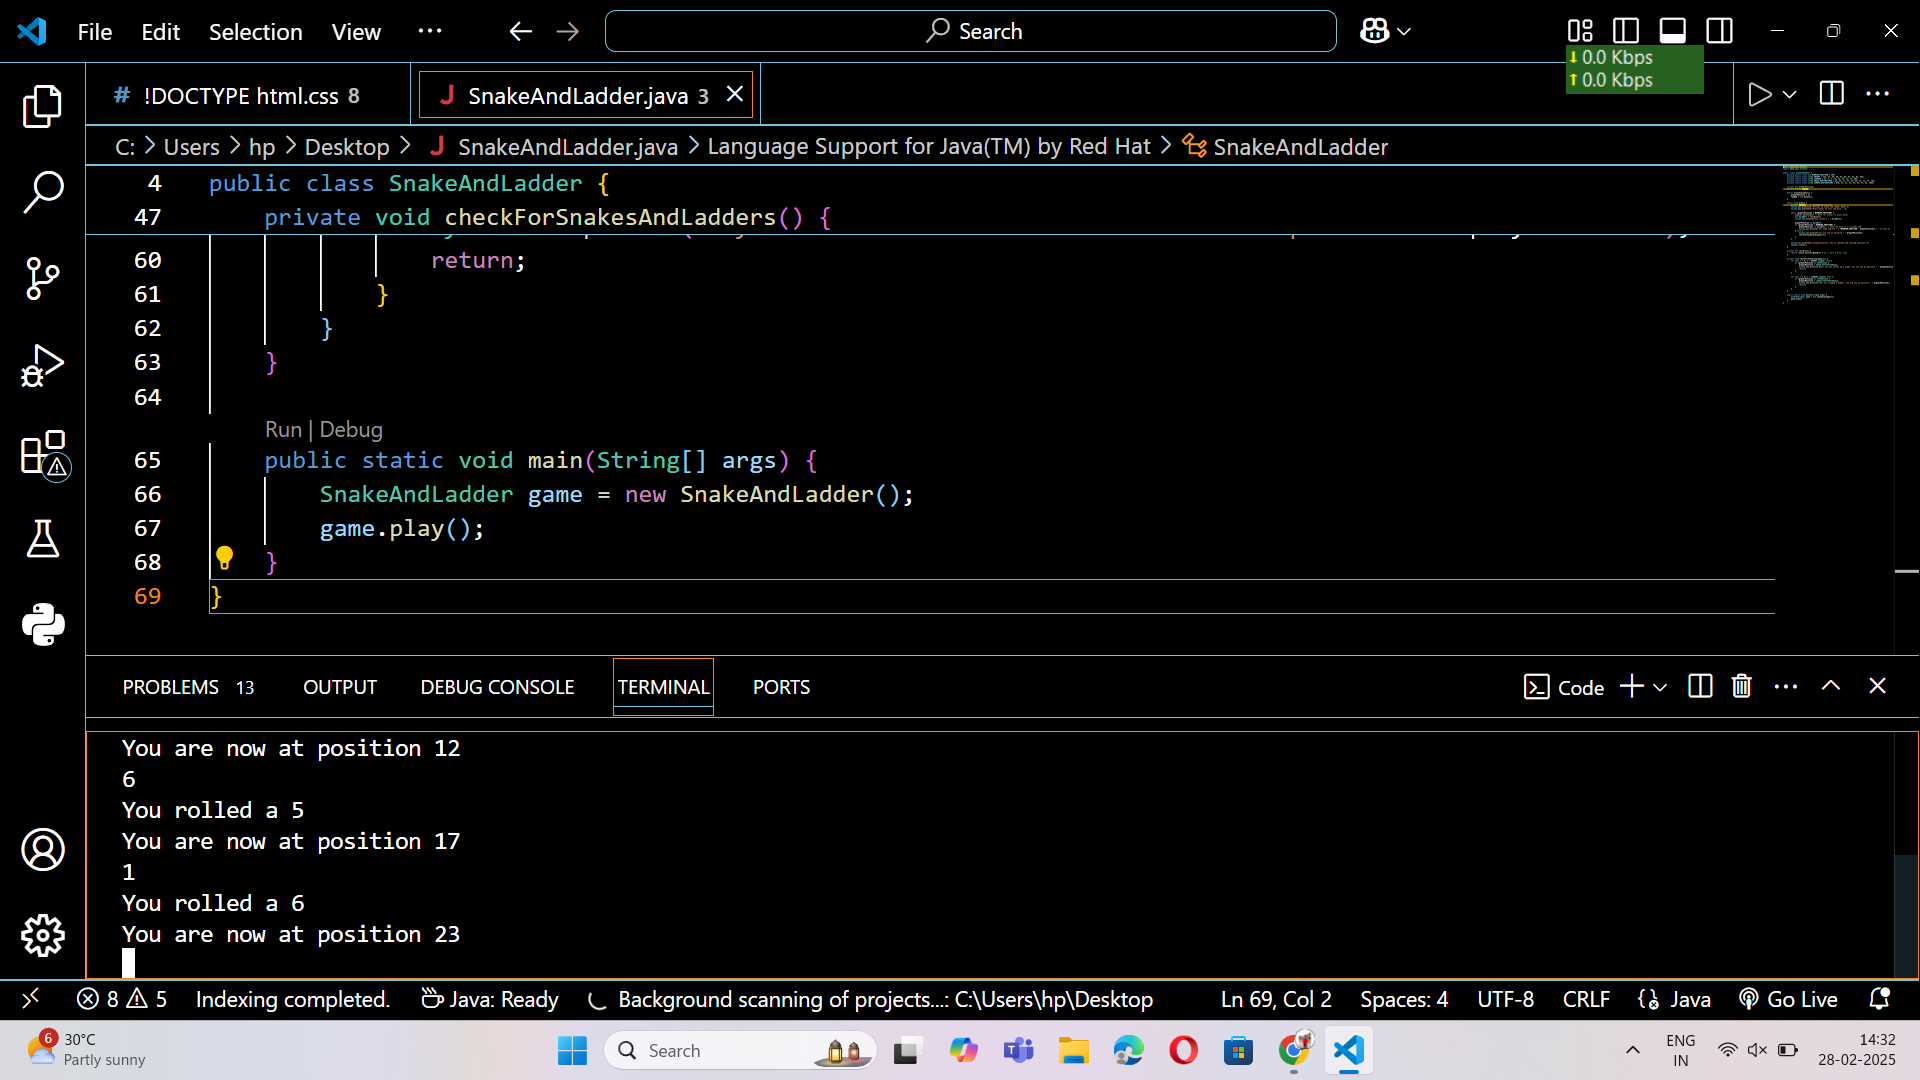 File Edit Selection View ··· Search
↓ 0.0 Kbps
↑ 0.0 Kbps
# !DOCTYPE html.css 8 J SnakeAndLadder.java 3
C: > Users > hp > Desktop > J SnakeAndLadder.java > Language Support for Java(TM) by Red Hat > SnakeAndLadder
4 public class SnakeAndLadder {
47 private void checkForSnakesAndLadders() {
60 return;
61 }
62 }
63 }
64
Run | Debug
65 public static void main(String[] args) {
66 SnakeAndLadder game = new SnakeAndLadder();
67 game.play();
68 }
69 }
PROBLEMS 13 OUTPUT DEBUG CONSOLE TERMINAL PORTS Code
You are now at position 12
6
You rolled a 5
You are now at position 17
1
You rolled a 6
You are now at position 23
8 5 Indexing completed. Java: Ready Background scanning of projects...: C:\Users\hp\Desktop Ln 69, Col 2 Spaces: 4 UTF-8 CRLF Java Go Live
6 30°C
Partly sunny
Search
ENG
IN
14:32
28-02-2025